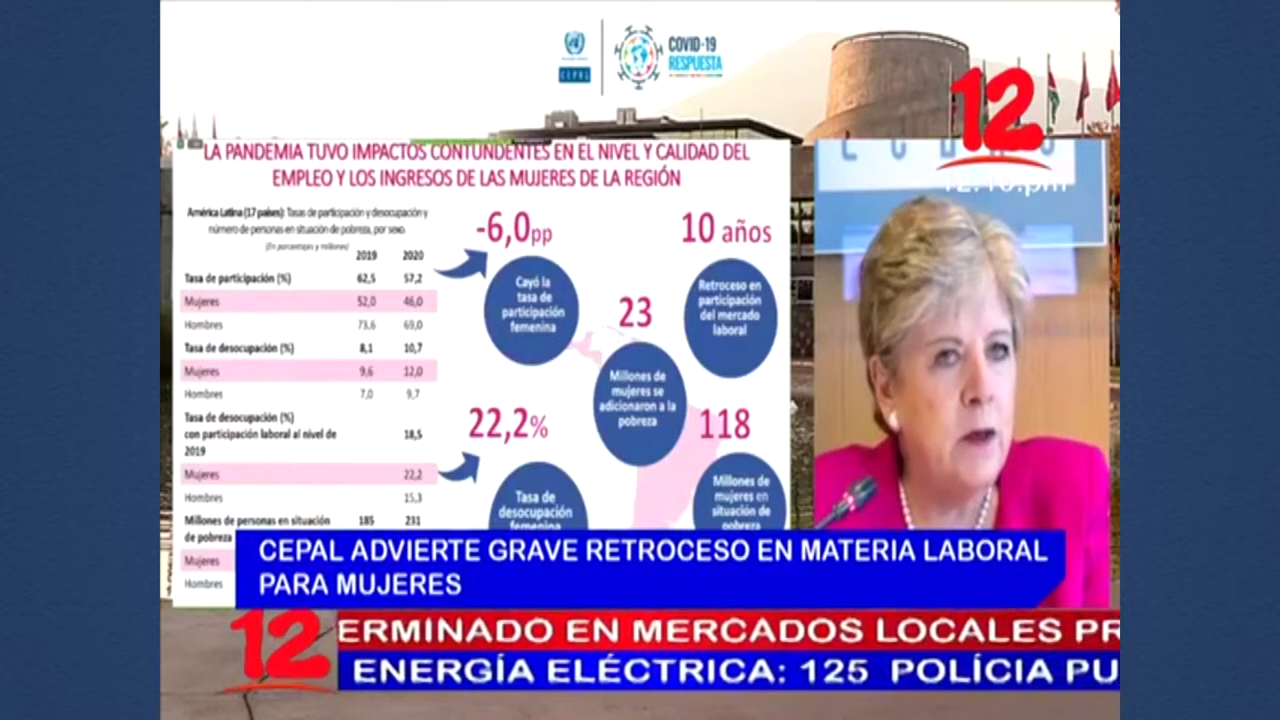 CEPAL
COVID-19
RESPUESTA
12
LA PANDEMIA TUVO IMPACTOS CONTUNDENTES EN EL NIVEL Y CALIDAD DEL
EMPLEO Y LOS INGRESOS DE LAS MUJERES DE LA REGIÓN
América Latina (17 países): Tasas de participación y desocupación y
número de personas en situación de pobreza, por sexo.
(En porcentajes y millones)
2019 2020
Tasa de participación (%) 62,5 57,2
Mujeres 52,0 46,0
Hombres 73,6 69,0
Tasa de desocupación (%) 8,1 10,7
Mujeres 9,6 12,0
Hombres 7,0 9,7
Tasa de desocupación (%)
con participación laboral al nivel de
2019
18,5
Mujeres 22,2
Hombres 15,3
Millones de personas en situación
de pobreza
185 231
Mujeres
Hombres
-6,0pp
Cayó la
tasa de
participación
femenina
10 años
Retroceso en
participación
del mercado
laboral
23
Millones de
mujeres se
adicionaron a la
pobreza
22,2%
Tasa de
desocupación
femenina
118
Millones de
mujeres en
situación de
pobreza
CEPAL ADVIERTE GRAVE RETROCESO EN MATERIA LABORAL
PARA MUJERES
12
ERMINADO EN MERCADOS LOCALES PR
ENERGÍA ELÉCTRICA: 125 POLÍCIA PU